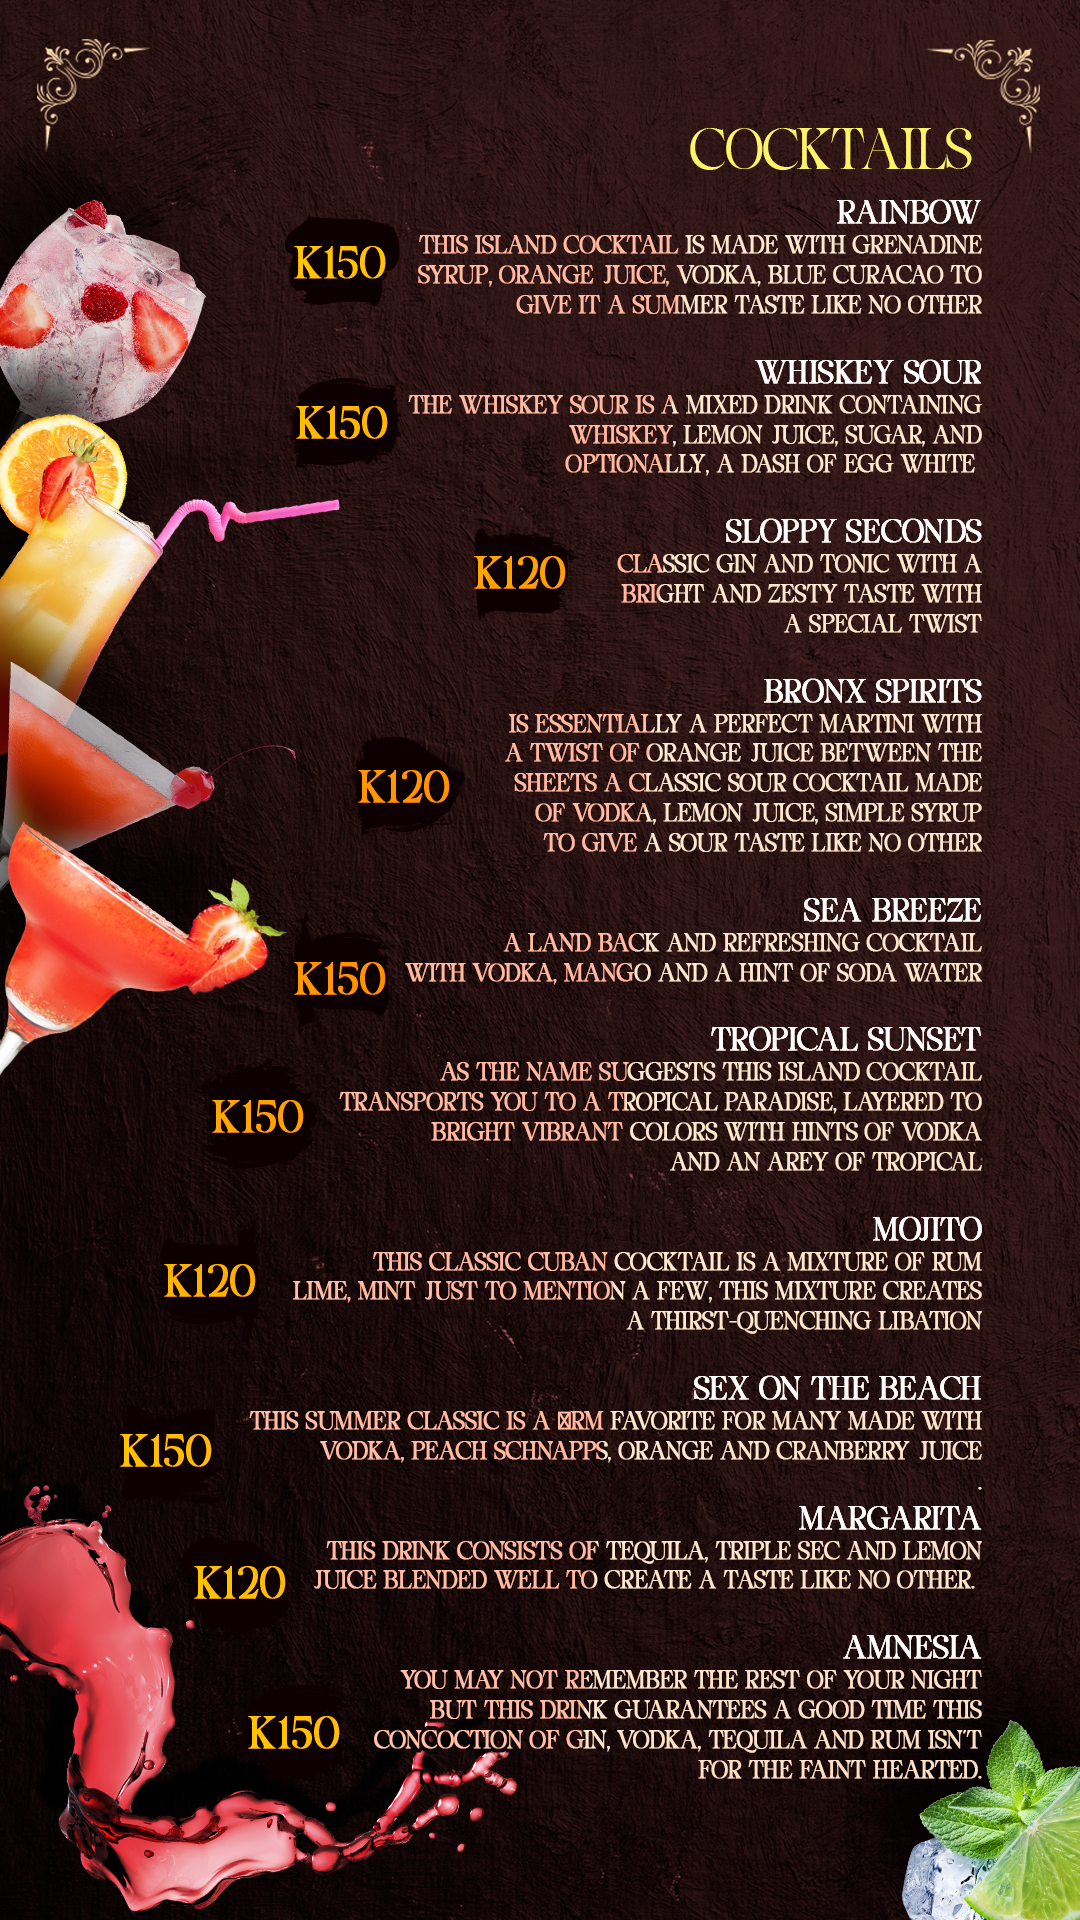 COCKTAILS
RAINBOW
K150
THIS ISLAND COCKTAIL IS MADE WITH GRENADINE
SYRUP, ORANGE JUICE, VODKA, BLUE CURACAO TO
GIVE IT A SUMMER TASTE LIKE NO OTHER
WHISKEY SOUR
K150
THE WHISKEY SOUR IS A MIXED DRINK CONTAINING
WHISKEY, LEMON JUICE, SUGAR, AND
OPTIONALLY, A DASH OF EGG WHITE
SLOPPY SECONDS
K120
CLASSIC GIN AND TONIC WITH A
BRIGHT AND ZESTY TASTE WITH
A SPECIAL TWIST
BRONX SPIRITS
IS ESSENTIALLY A PERFECT MARTINI WITH
A TWIST OF ORANGE JUICE BETWEEN THE
K120
SHEETS A CLASSIC SOUR COCKTAIL MADE
OF VODKA, LEMON JUICE, SIMPLE SYRUP
TO GIVE A SOUR TASTE LIKE NO OTHER
SEA BREEZE
A LAND BACK AND REFRESHING COCKTAIL
K150
WITH VODKA, MANGO AND A HINT OF SODA WATER
TROPICAL SUNSET
AS THE NAME SUGGESTS THIS ISLAND COCKTAIL
K150
TRANSPORTS YOU TO A TROPICAL PARADISE, LAYERED TO
BRIGHT VIBRANT COLORS WITH HINTS OF VODKA
AND AN AREY OF TROPICAL
MOJITO
THIS CLASSIC CUBAN COCKTAIL IS A MIXTURE OF RUM
K120
LIME, MINT JUST TO MENTION A FEW, THIS MIXTURE CREATES
A THIRST-QUENCHING LIBATION
SEX ON THE BEACH
THIS SUMMER CLASSIC IS A RM FAVORITE FOR MANY MADE WITH
K150
VODKA, PEACH SCHNAPPS, ORANGE AND CRANBERRY JUICE
.
MARGARITA
THIS DRINK CONSISTS OF TEQUILA, TRIPLE SEC AND LEMON
K120
JUICE BLENDED WELL TO CREATE A TASTE LIKE NO OTHER.
AMNESIA
YOU MAY NOT REMEMBER THE REST OF YOUR NIGHT
BUT THIS DRINK GUARANTEES A GOOD TIME THIS
K150
CONCOCTION OF GIN, VODKA, TEQUILA AND RUM ISN'T
FOR THE FAINT HEARTED.